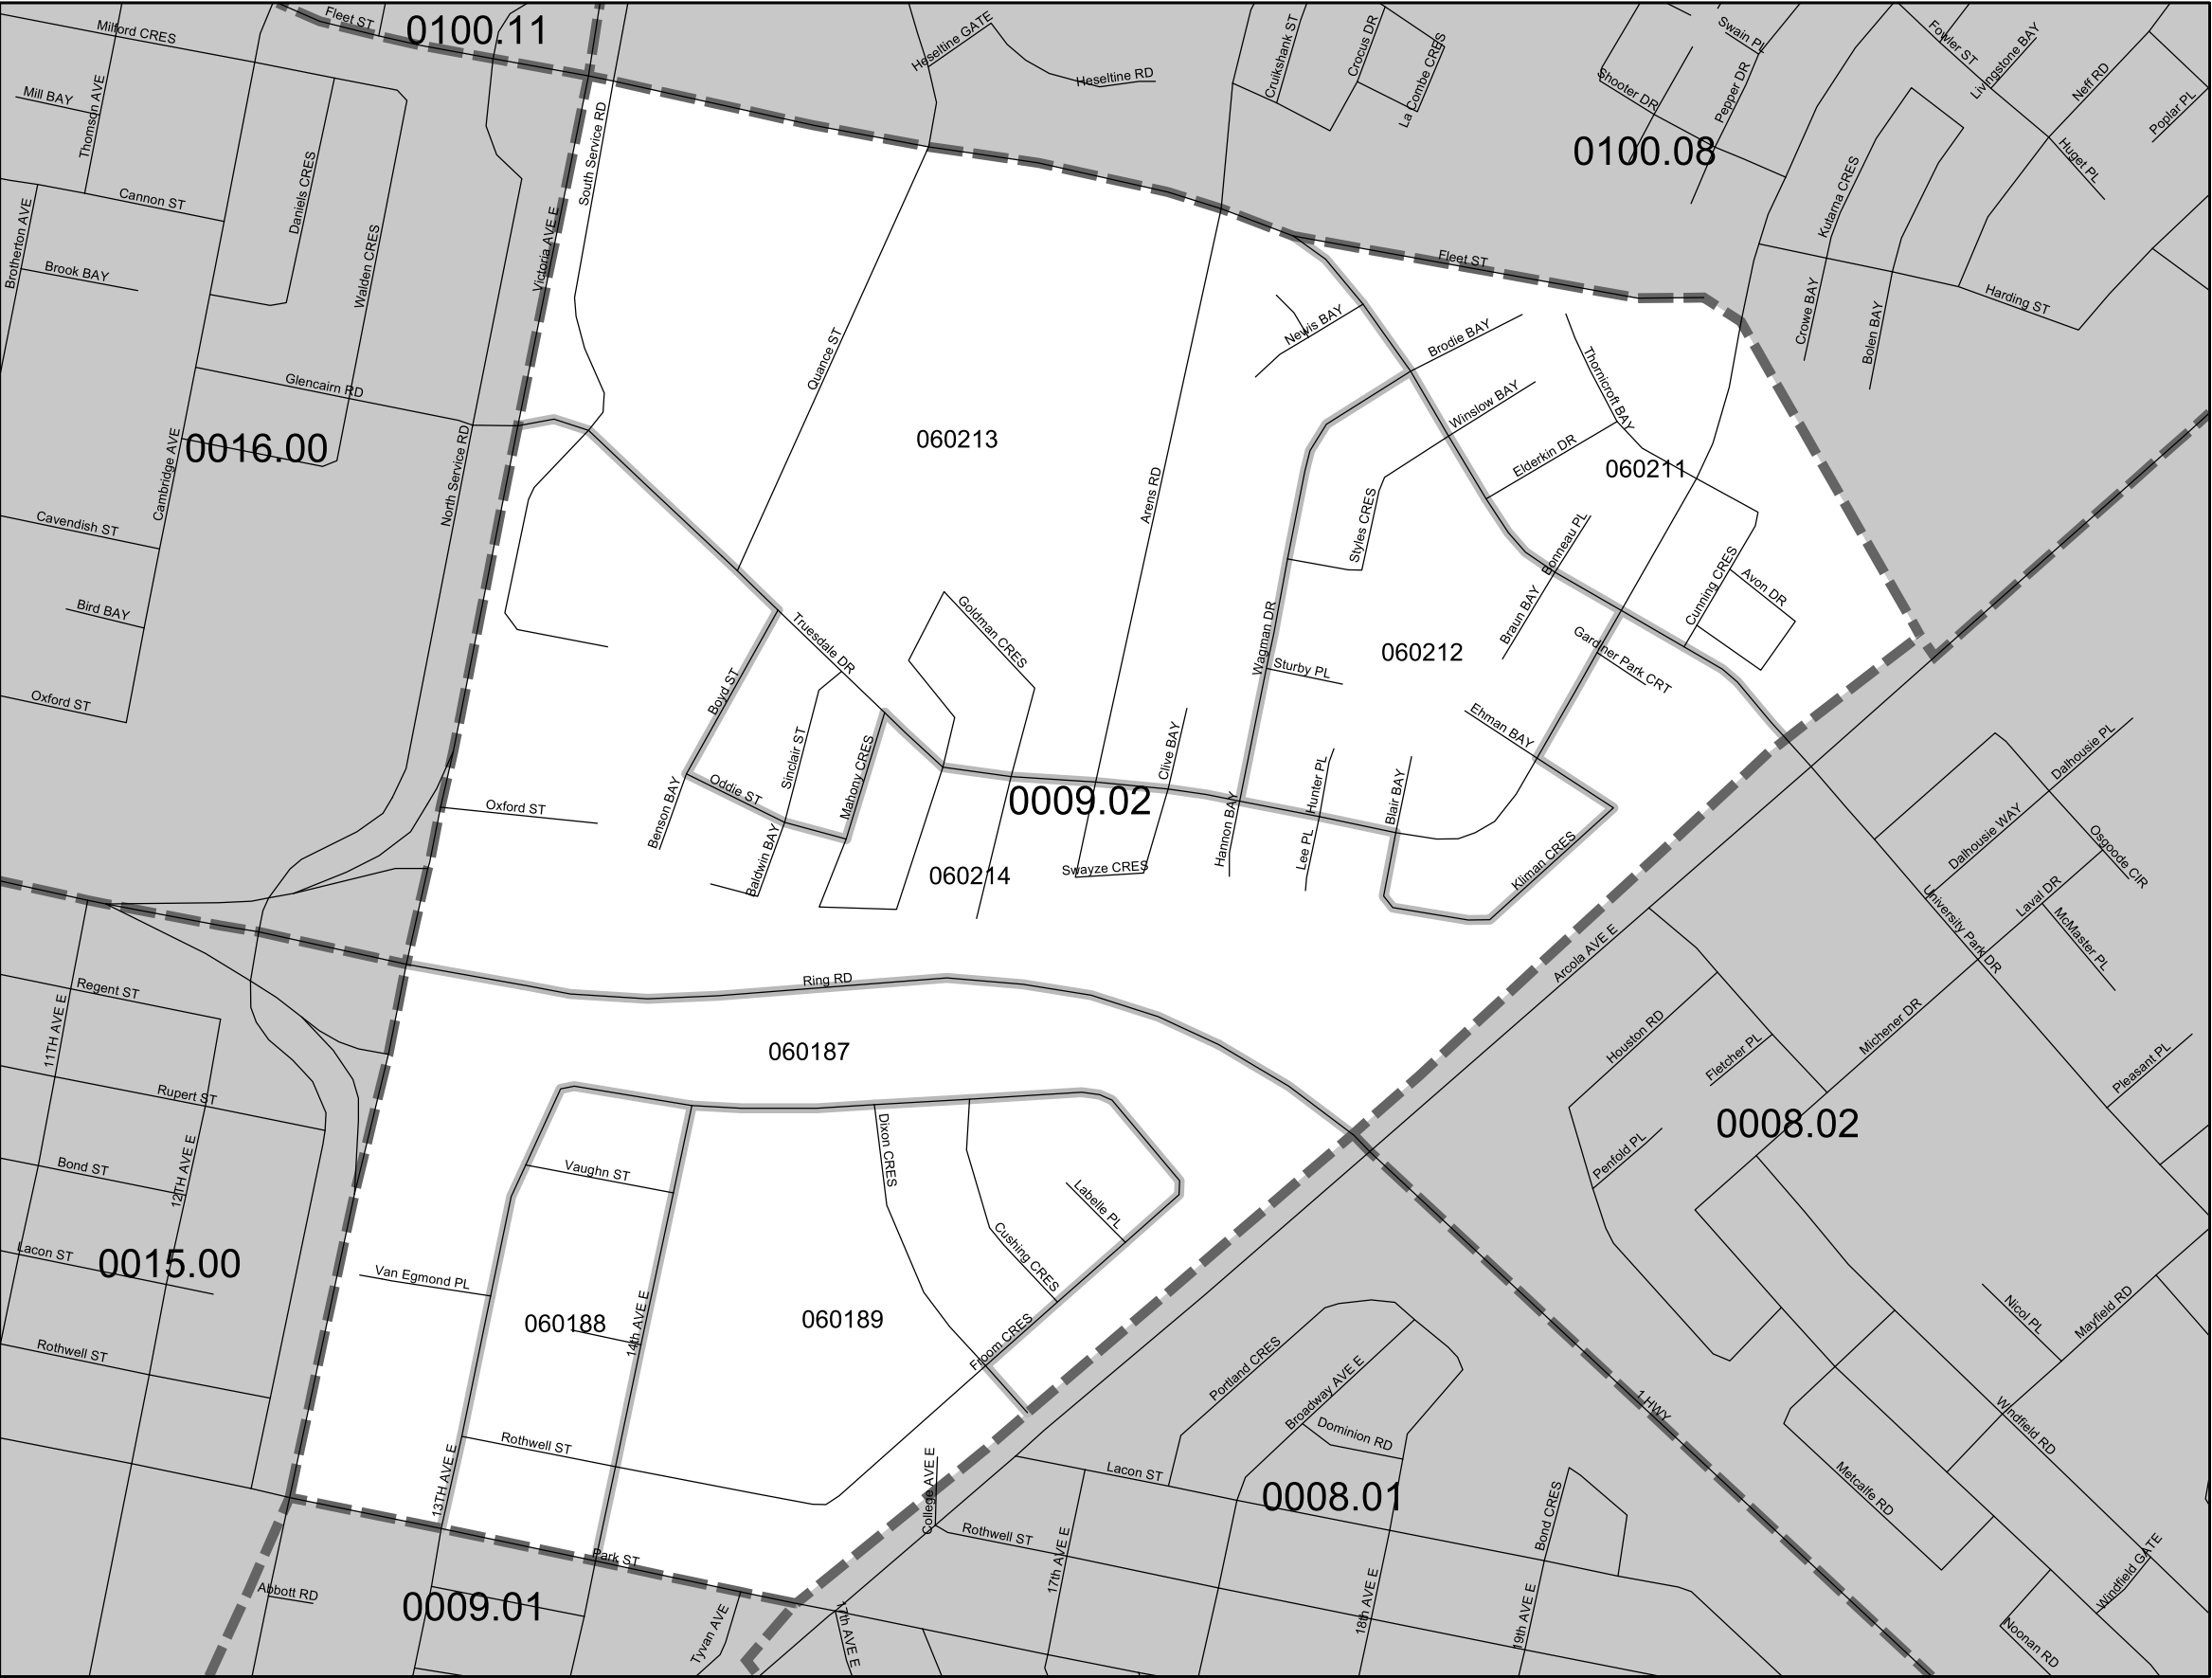 Fleet ST
0100.11
Milford CRES
Heseltine GATE
Heseltine RD
Cruikshank ST
Crocus DR
La Combe CRES
Swain PL
Shooter DR
Pepper DR
Fowler ST
Livingstone BAY
Neff RD
Poplar PL
Huget PL
0100.08
Mill BAY
Thomson AVE
Cannon ST
Daniels CRES
Walden CRES
Brotherton AVE
Brook BAY
South Service RD
Victoria AVE E
Kutarna CRES
Crowe BAY
Bolen BAY
Harding ST
Fleet ST
Newis BAY
Brodie BAY
Winslow BAY
Thornicroft BAY
Elderkin DR
Quance ST
Glencairn RD
0016.00
North Service RD
Cambridge AVE
Cavendish ST
Bird BAY
Oxford ST
060213
060211
Arens RD
Styles CRES
Bonneau PL
Braun BAY
Cunning CRES
Avon DR
Gardiner Park CRT
060212
Wagman DR
Sturby PL
Ehman BAY
Goldman CRES
Truesdale DR
Boyd ST
Sinclair ST
Mahony CRES
Oddie ST
Benson BAY
Baldwin BAY
Oxford ST
Clive BAY
Hannon BAY
Hunter PL
Lee PL
Blair BAY
Kliman CRES
0009.02
Swayze CRES
060214
Dalhousie PL
Dalhousie WAY
Osgoode CIR
Laval DR
McMaster PL
University Park DR
Michener DR
Pleasant PL
Arcola AVE E
Houston RD
Fletcher PL
Penfold PL
0008.02
Ring RD
060187
Regent ST
11TH AVE E
Rupert ST
12TH AVE E
Bond ST
Lacon ST
0015.00
Rothwell ST
Vaughn ST
Van Egmond PL
060188
14th AVE E
Dixon CRES
Cushing CRES
Labelle PL
060189
Froom CRES
Rothwell ST
13TH AVE E
Park ST
Abbott RD
0009.01
Tyvan AVE
17th AVE E
College AVE E
Rothwell ST
Lacon ST
17th AVE E
Portland CRES
Broadway AVE E
Dominion RD
0008.01
18th AVE E
19th AVE E
Bond CRES
1 HWY
Nicol PL
Mayfield RD
Windfield RD
Metcalfe RD
Windfield GATE
Noonan RD